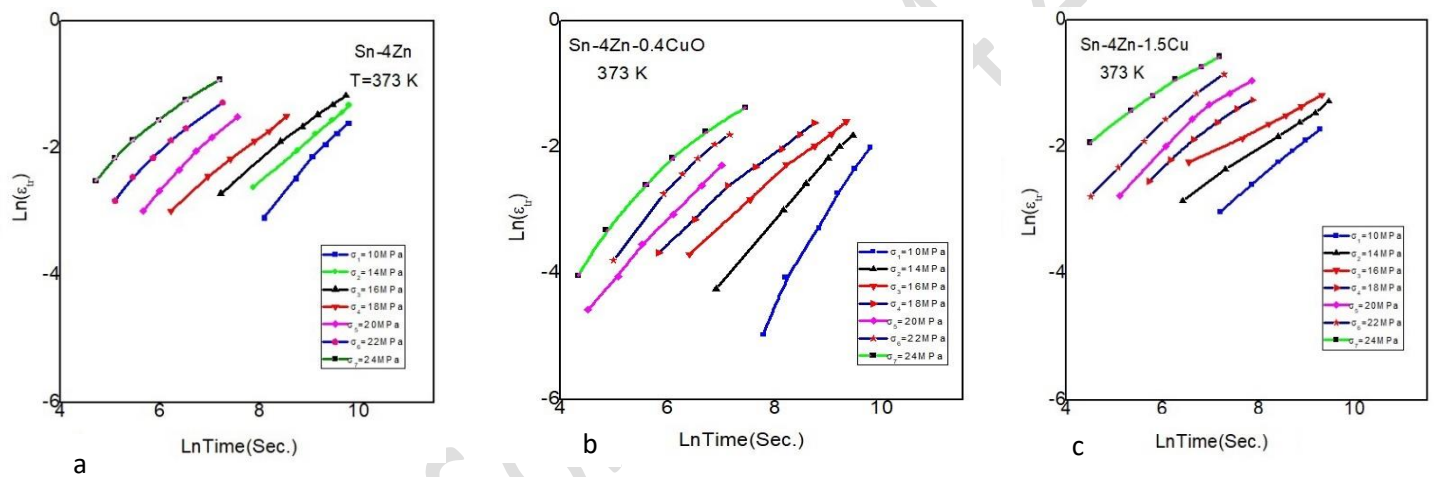 0
-2
-4
-6
Ln(εtr)
Sn-4Zn
T=373 K
σ1=10MPa
σ2=14MPa
σ3=16MPa
σ4=18MPa
σ5=20MPa
σ6=22MPa
σ7=24MPa
4 6 8 10
LnTime(Sec.)
a
0
-2
-4
-6
Ln(εtr)
Sn-4Zn-0.4CuO
373 K
σ1=10MPa
σ2=14MPa
σ3=16MPa
σ4=18MPa
σ5=20MPa
σ6=22MPa
σ7=24MPa
4 6 8 10
LnTime(Sec.)
b
0
-2
-4
-6
Ln(εtr)
Sn-4Zn-1.5Cu
373 K
σ1=10MPa
σ2=14MPa
σ3=16MPa
σ4=18MPa
σ5=20MPa
σ6=22MPa
σ7=24MPa
4 6 8 10
LnTime(Sec.)
c